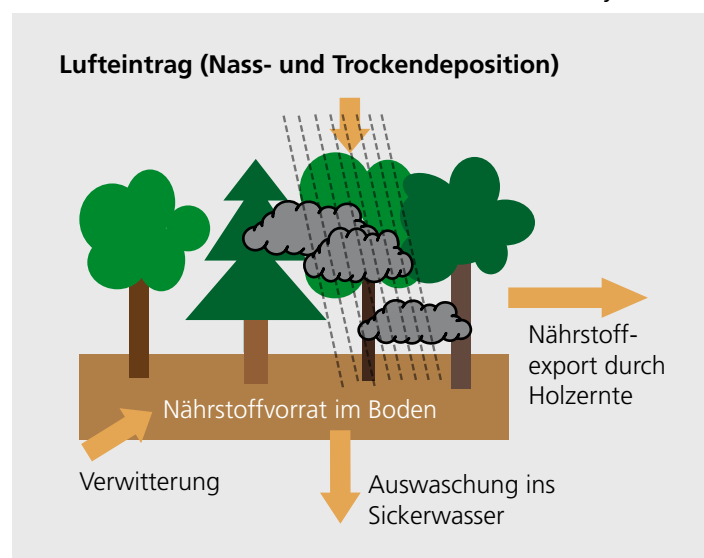 Lufteintrag (Nass- und Trockendeposition)
Nährstoff-
export durch
Holzernte
Nährstoffvorrat im Boden
Verwitterung
Auswaschung ins
Sickerwasser